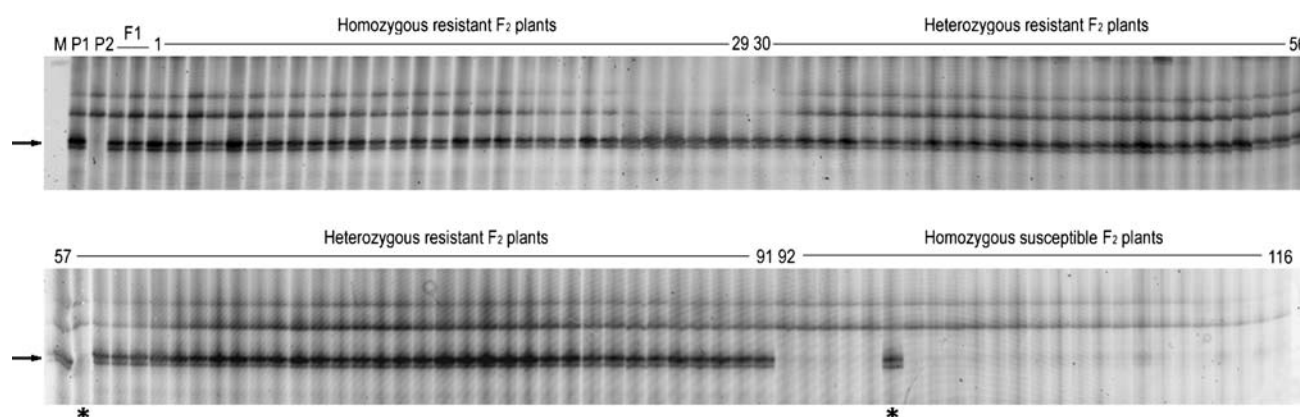 Homozygous resistant F₂ plants Heterozygous resistant F₂ plants
F1
M P1 P2 1 29 30 56
Heterozygous resistant F₂ plants Homozygous susceptible F₂ plants
57 91 92 116
* *